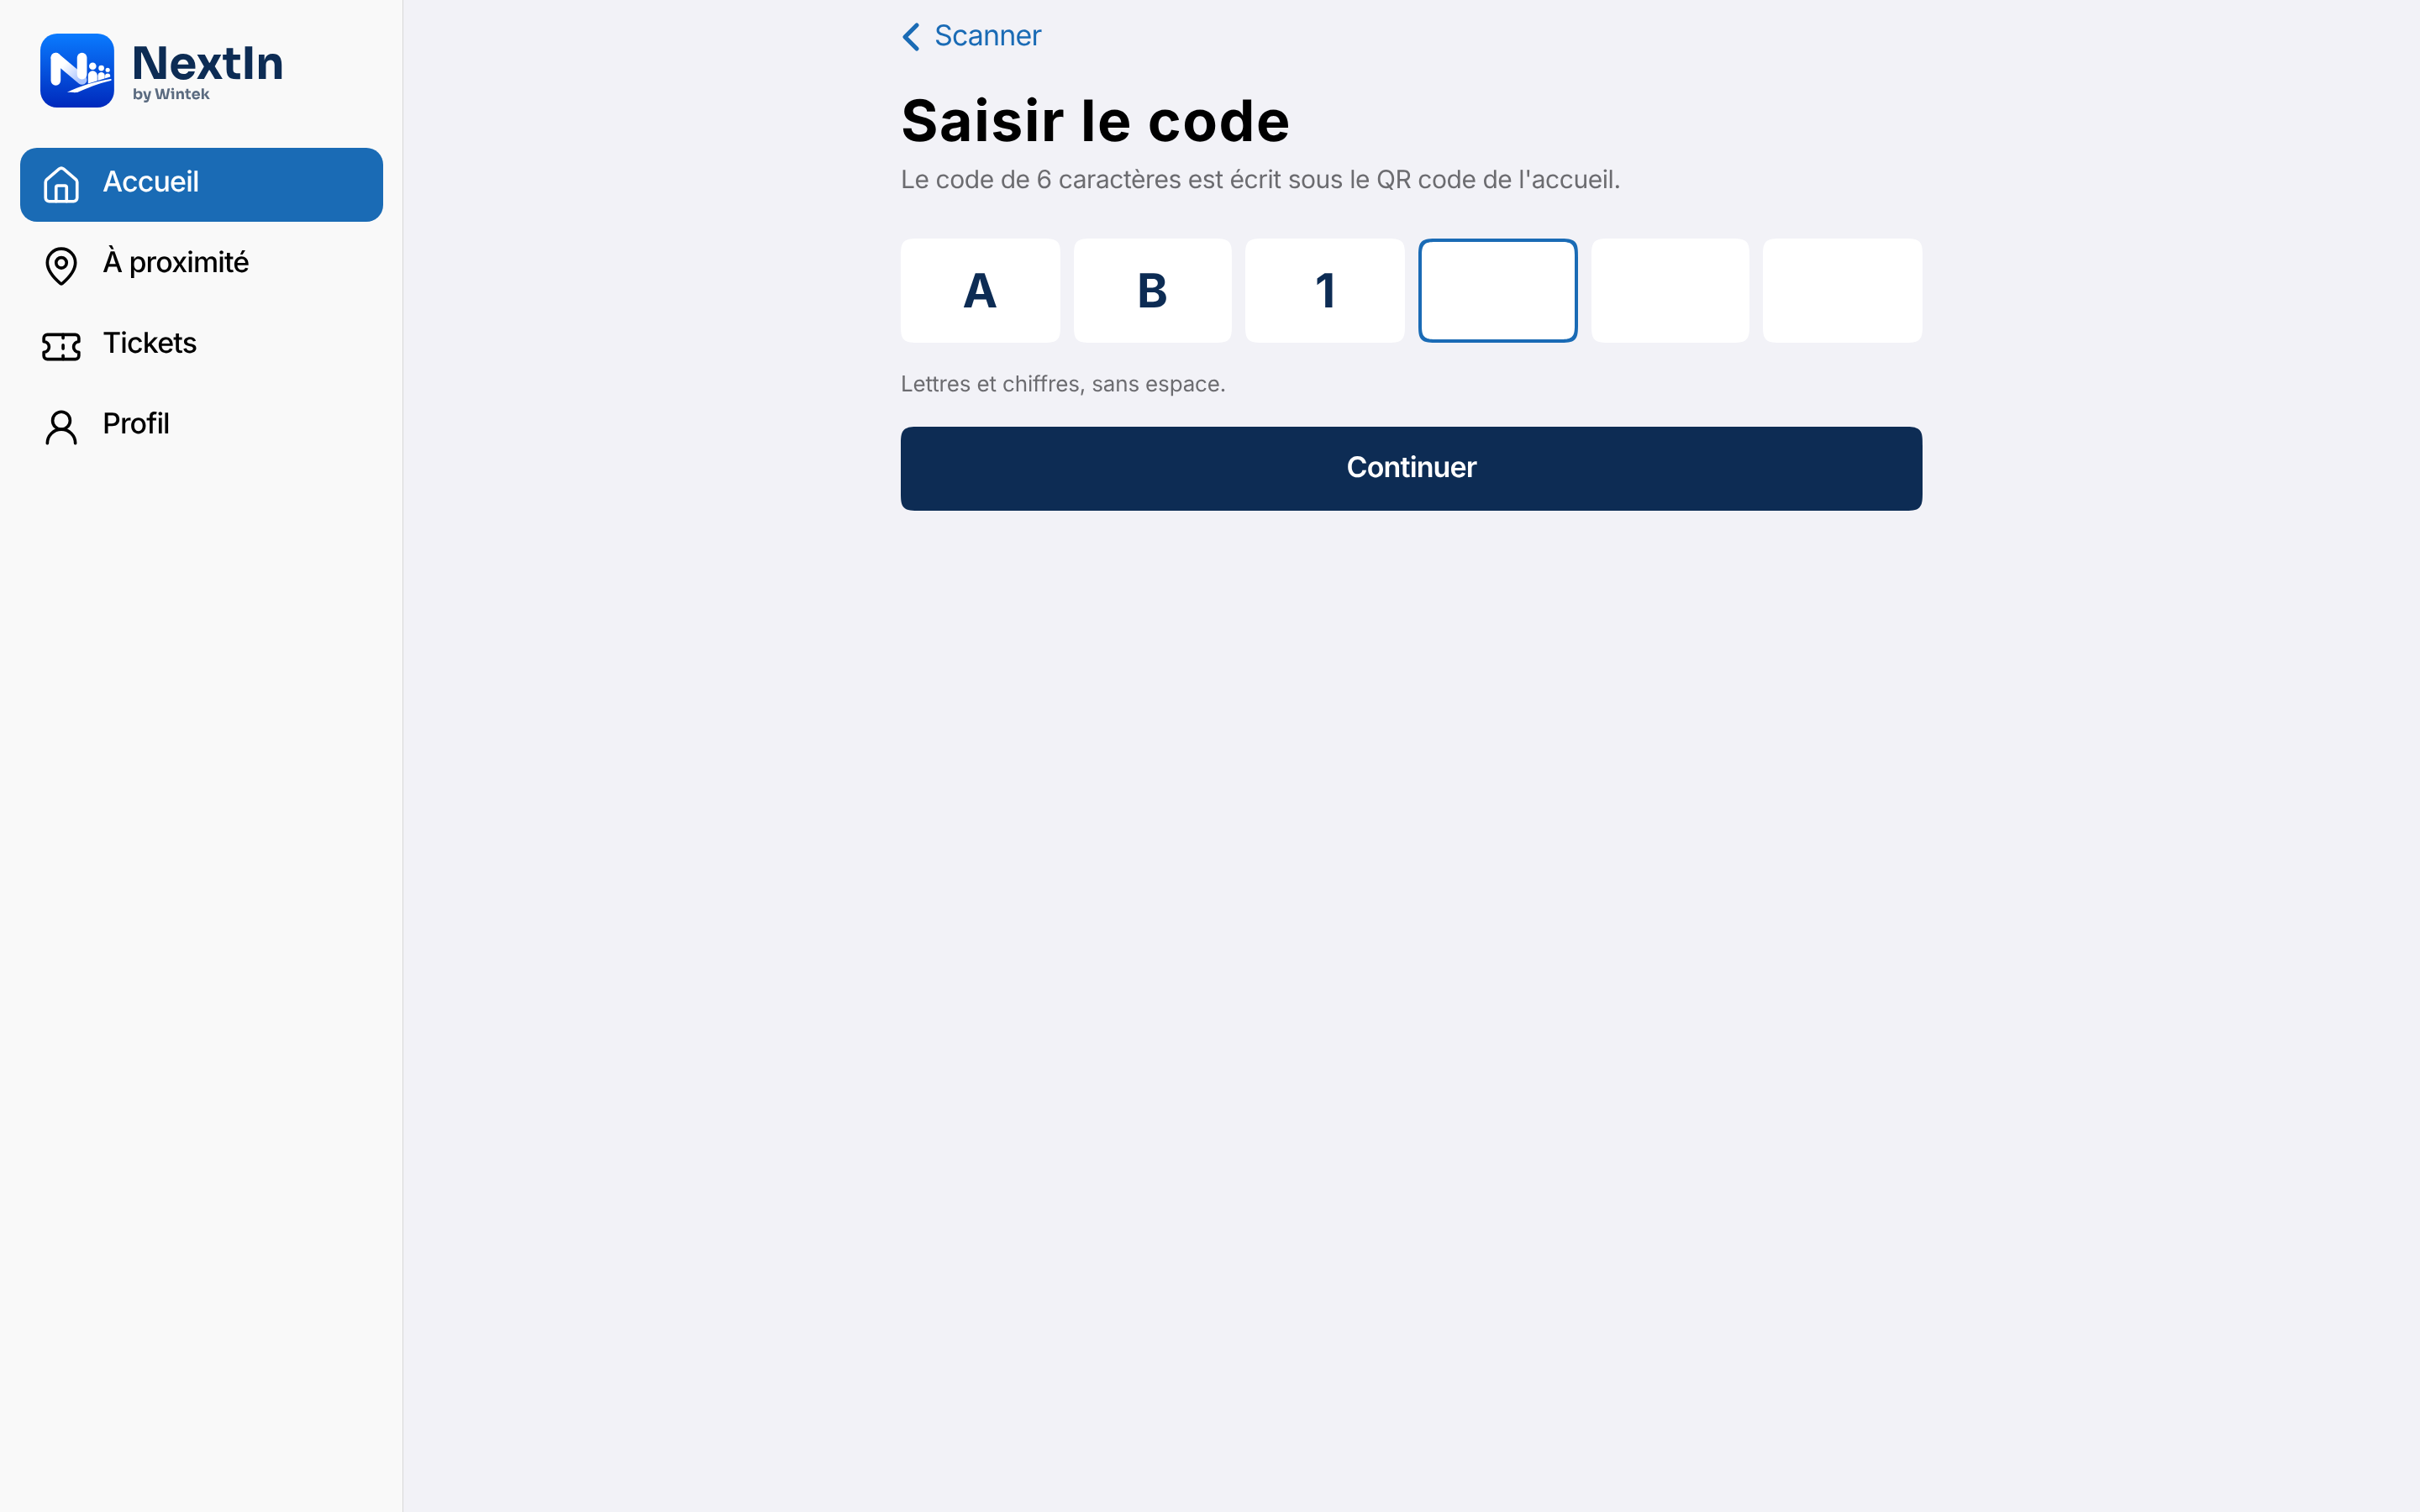 NextIn
by Wintek
Accueil
À proximité
Tickets
Profil
Scanner
Saisir le code
Le code de 6 caractères est écrit sous le QR code de l'accueil.
A B 1
Lettres et chiffres, sans espace.
Continuer